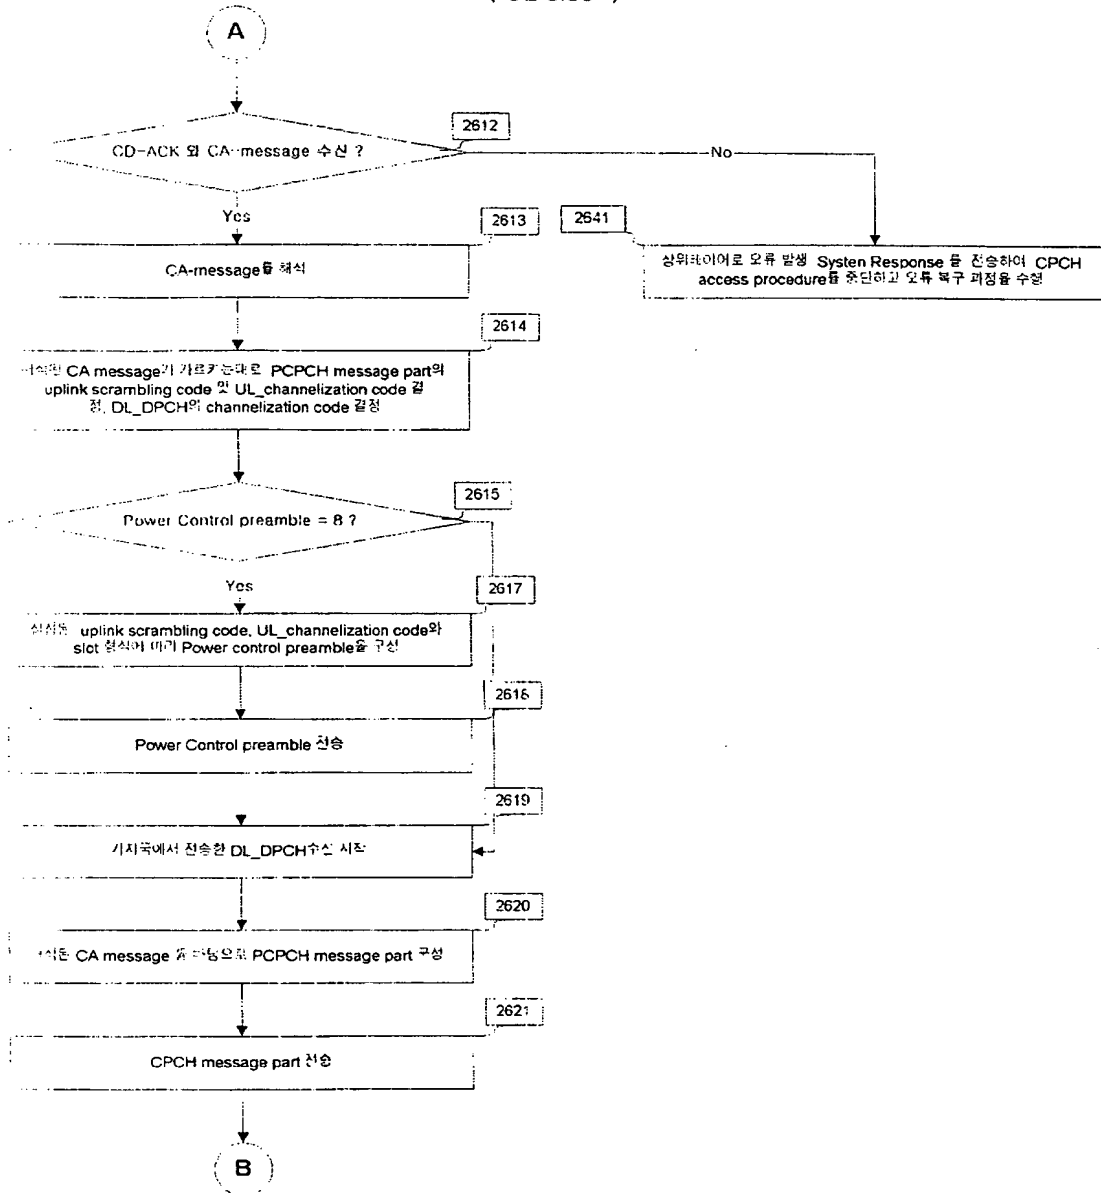 A
2612
CD-ACK 와 CA-message 수신 ?
No
Yes
2613
2641
CA-message를 해석
상위레이어로 오류 발생 Systen Response 를 전송하여 CPCH
access procedure를 중단하고 오류 복구 과정을 수행
2614
CA message가 가르키는대로 PCPCH message part의
uplink scrambling code 및 UL_channelization code 결
정, DL_DPCH의 channelization code 결정
2615
Power Control preamble = 8 ?
Yes
2617
uplink scrambling code, UL_channelization code와
slot 형식에 따라 Power control preamble을 구성
2618
Power Control preamble 전송
2619
기지국에서 전송한 DL_DPCH수신 시작
2620
CA message 를 바탕으로 PCPCH message part 구성
2621
CPCH message part 전송
B